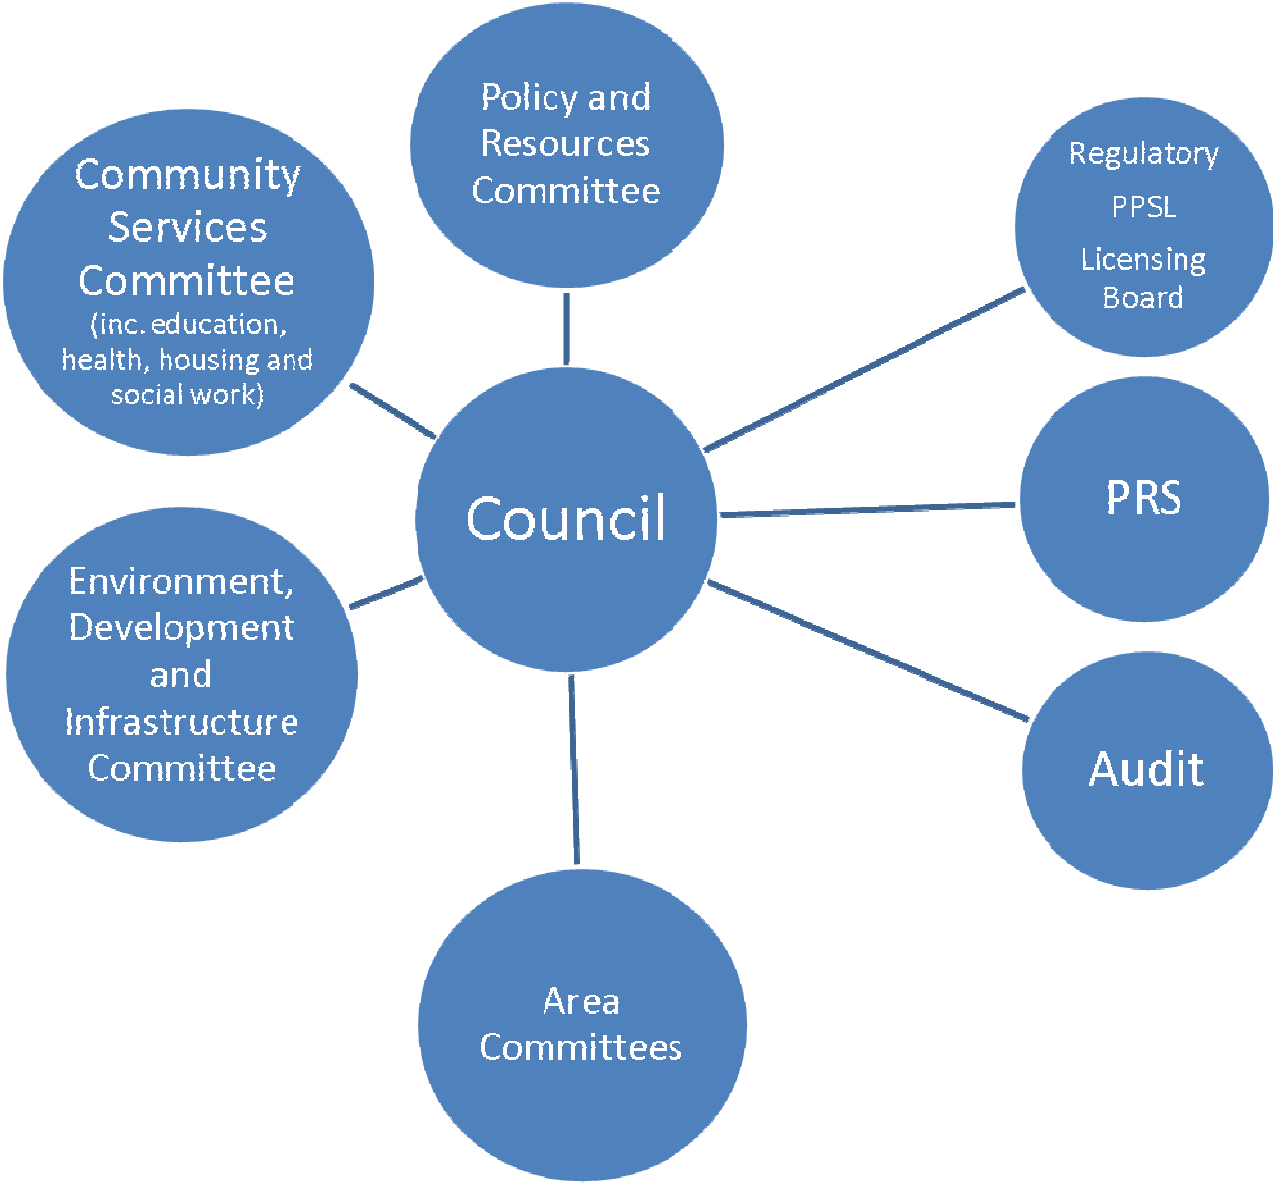 Policy and
Resources
Committee
Community
Services
Committee
(inc. education,
health, housing and
social work)
Regulatory
PPSL
Licensing
Board
Council
PRS
Environment,
Development
and
Infrastructure
Committee
Audit
Area
Committees